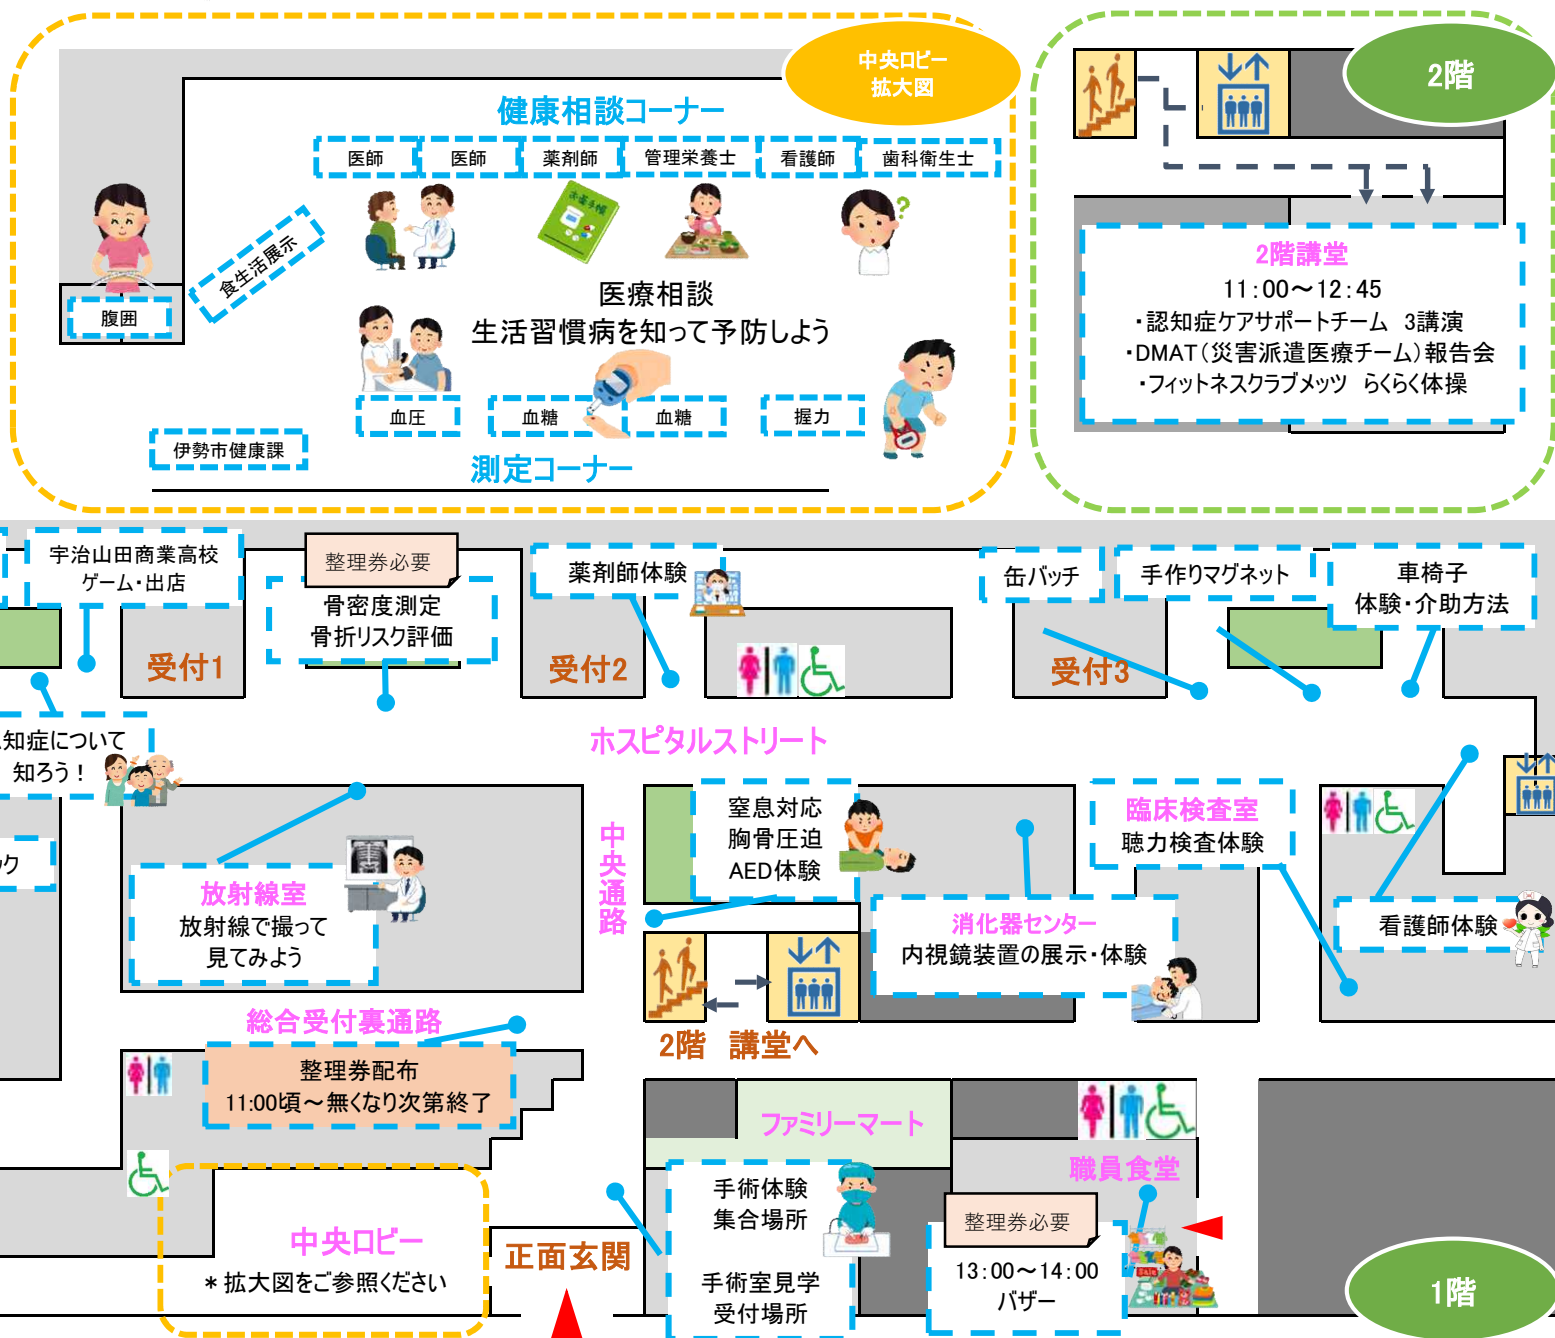 中央ロビー
拡大図
健康相談コーナー
医師
医師
薬剤師
管理栄養士
看護師
歯科衛生士
お薬手帳
食生活展示
腹囲
医療相談
生活習慣病を知って予防しよう
血圧
血糖
血糖
握力
伊勢市健康課
測定コーナー
2階
2階講堂
11:00～12:45
・認知症ケアサポートチーム 3講演
・DMAT(災害派遣医療チーム)報告会
・フィットネスクラブメッツ らくらく体操
宇治山田商業高校
ゲーム・出店
整理券必要
骨密度測定
骨折リスク評価
薬剤師体験
缶バッチ
手作りマグネット
車椅子
体験・介助方法
受付1
受付2
受付3
知症について
知ろう！
ホスピタルストリート
ック
放射線室
放射線で撮って
見てみよう
中央通路
窒息対応
胸骨圧迫
AED体験
臨床検査室
聴力検査体験
消化器センター
内視鏡装置の展示・体験
看護師体験
総合受付裏通路
整理券配布
11:00頃～無くなり次第終了
2階 講堂へ
ファミリーマート
職員食堂
手術体験
集合場所
手術室見学
受付場所
整理券必要
13:00～14:00
バザー
中央ロビー
＊拡大図をご参照ください
正面玄関
1階